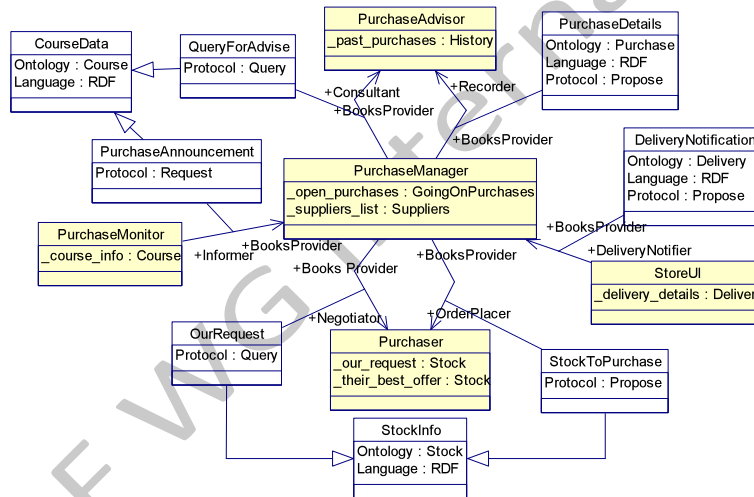 PurchaseAdvisor
_past_purchases : History
PurchaseDetails
Ontology : Purchase
Language : RDF
Protocol : Propose
CourseData
Ontology : Course
Language : RDF
QueryForAdvise
Protocol : Query
+Consultant
+BooksProvider
+Recorder
+BooksProvider
DeliveryNotification
Ontology : Delivery
Language : RDF
Protocol : Propose
PurchaseAnnouncement
Protocol : Request
PurchaseManager
_open_purchases : GoingOnPurchases
_suppliers_list : Suppliers
PurchaseMonitor
_course_info : Course
+Informer
+BooksProvider
+BooksProvider
+DeliveryNotifier
+Books Provider
+BooksProvider
StoreUI
_delivery_details : Deliver
+Negotiator
+OrderPlacer
OurRequest
Protocol : Query
Purchaser
_our_request : Stock
_their_best_offer : Stock
StockToPurchase
Protocol : Propose
StockInfo
Ontology : Stock
Language : RDF
F WG Interna